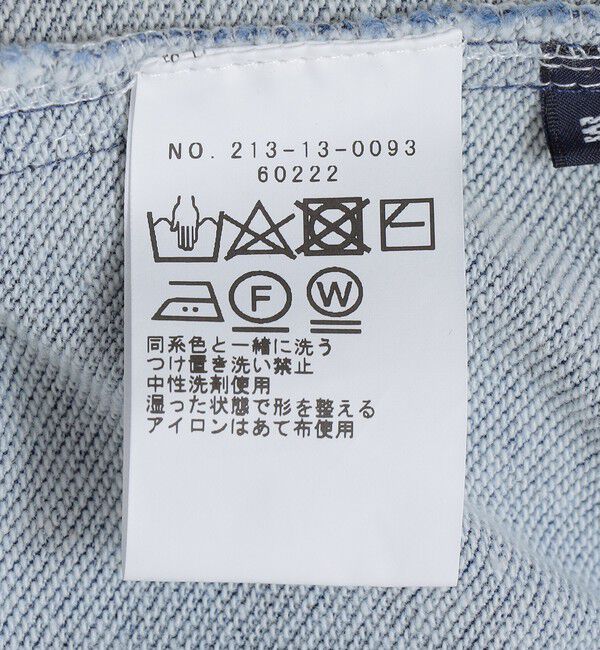 NO. 213-13-0093
60222
F
W
同系色と一緒に洗う
つけ置き洗い禁止
中性洗剤使用
湿った状態で形を整える
アイロンはあて布使用